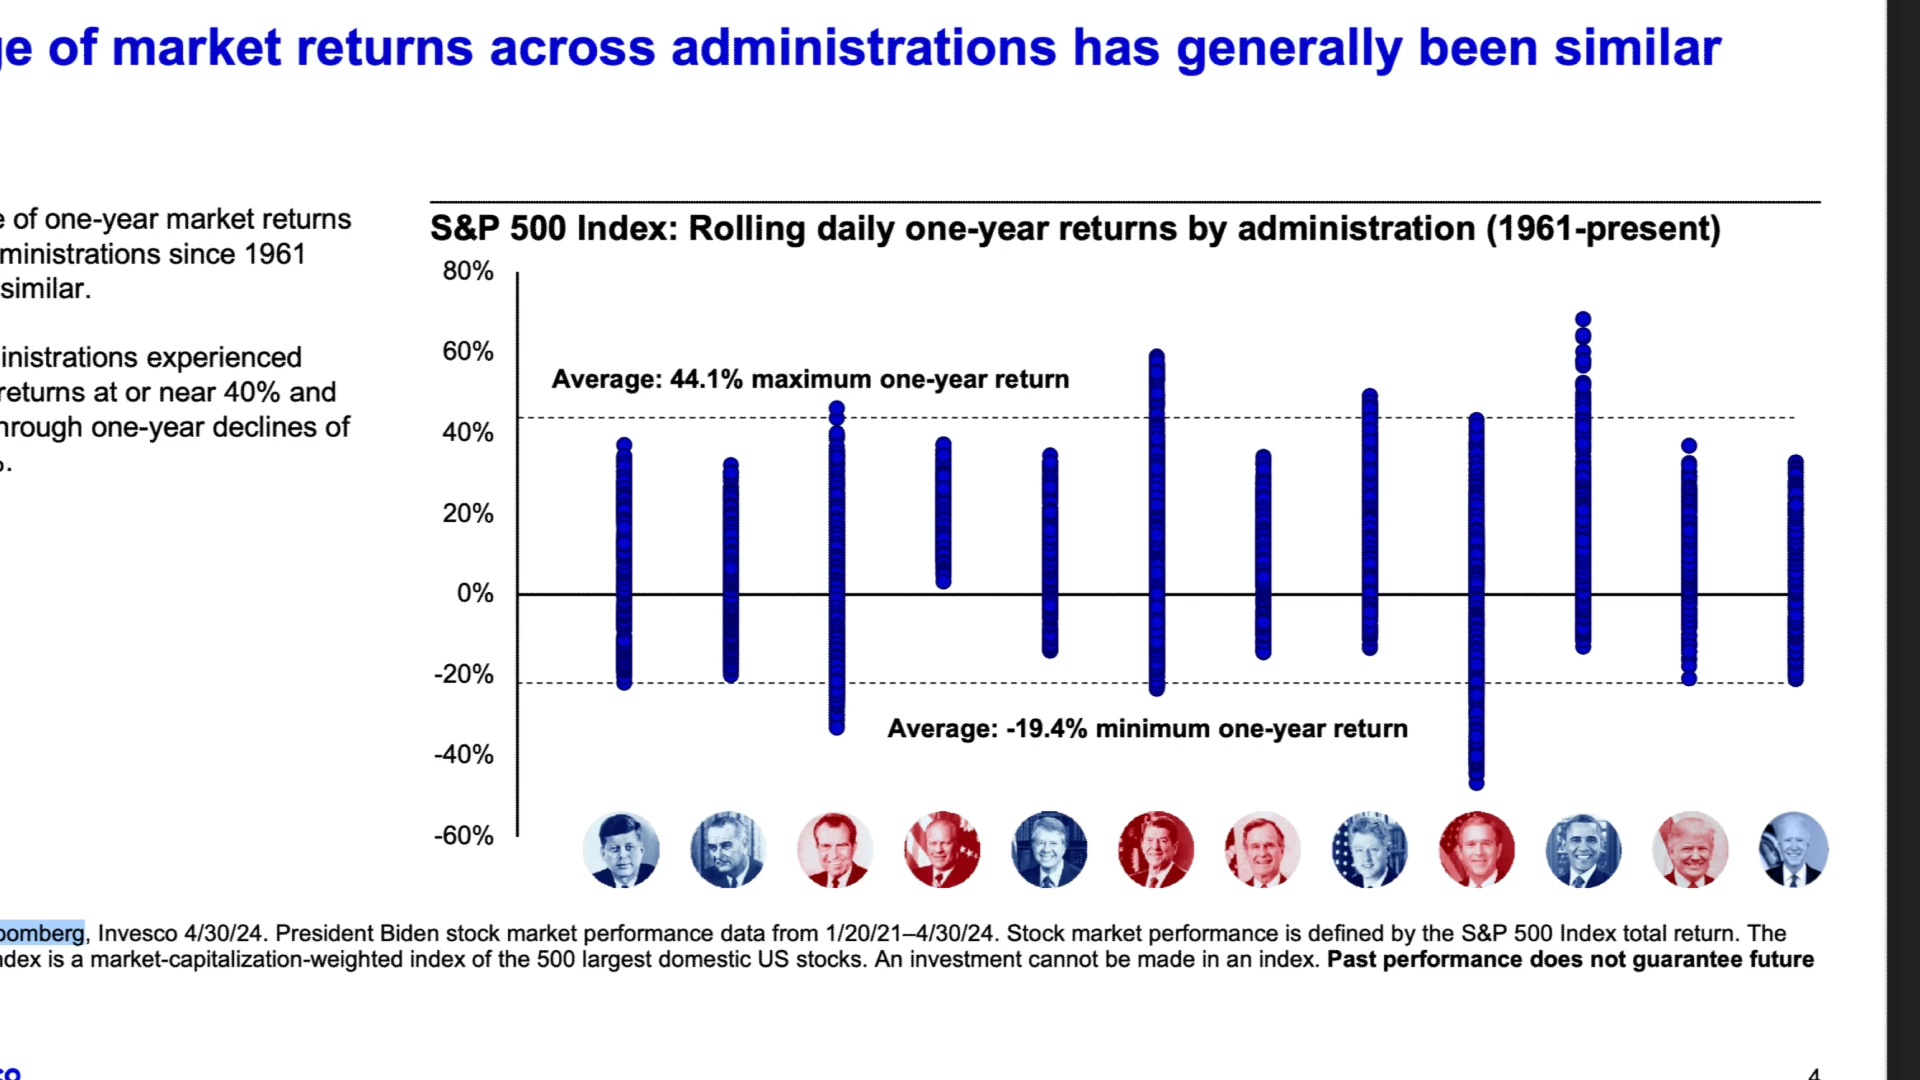 of market returns across administrations has generally been similar
of one-year market returns
ministrations since 1961
similar.
inistrations experienced
returns at or near 40% and
hrough one-year declines of
S&P 500 Index: Rolling daily one-year returns by administration (1961-present)
80%
60%
Average: 44.1% maximum one-year return
40%
20%
0%
-20%
Average: -19.4% minimum one-year return
-40%
-60%
oomberg, Invesco 4/30/24. President Biden stock market performance data from 1/20/21–4/30/24. Stock market performance is defined by the S&P 500 Index total return. The
ndex is a market-capitalization-weighted index of the 500 largest domestic US stocks. An investment cannot be made in an index. Past performance does not guarantee future
4